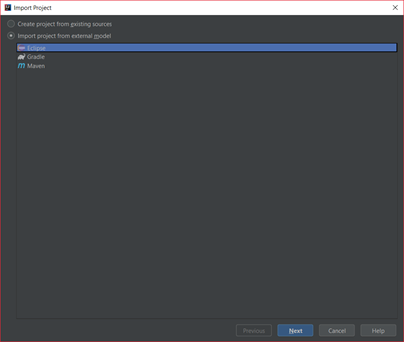 Import Project
Create project from existing sources
Import project from external model
Eclipse
Gradle
Maven
Previous
Next
Cancel
Help